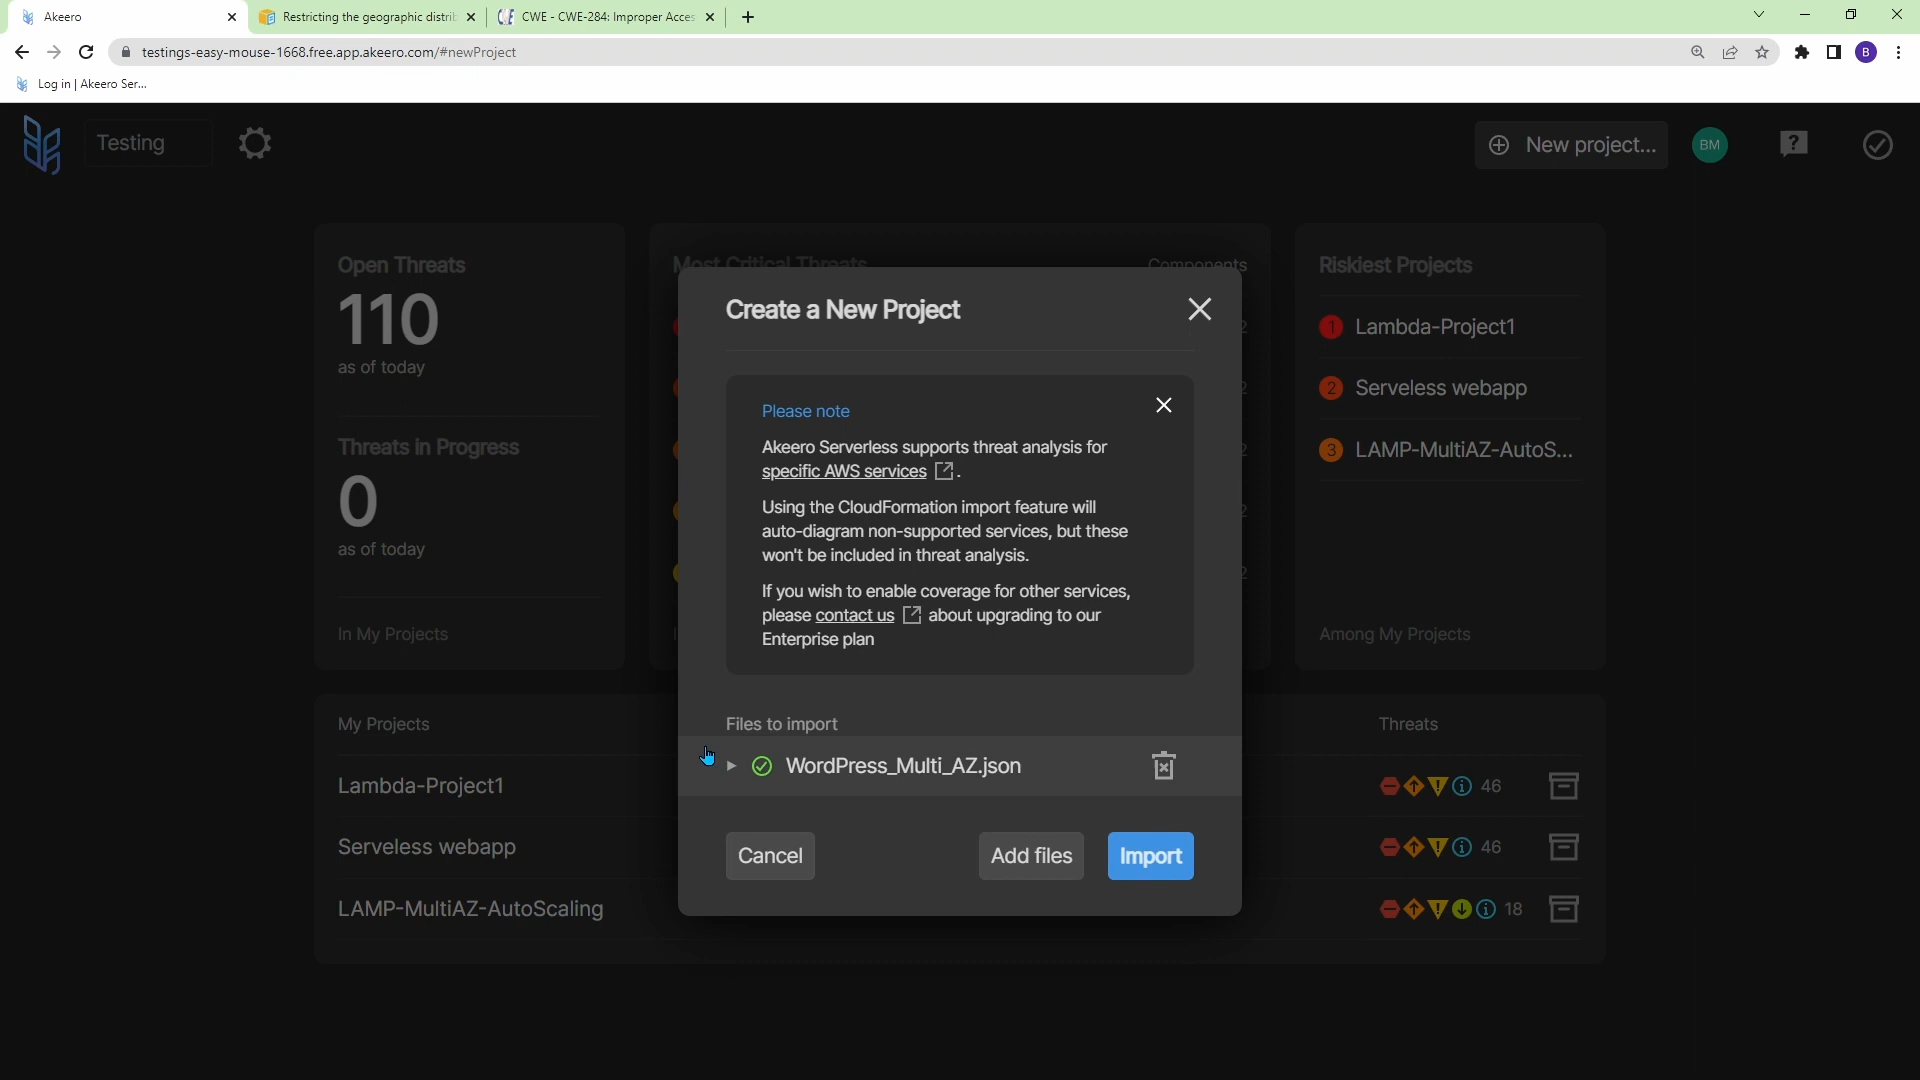 Akeero
Restricting the geographic distrib
CWE - CWE-284: Improper Acces
testings-easy-mouse-1668.free.app.akeero.com/#newProject
B
Log in | Akeero Ser...
Testing
New project...
BM
?
Open Threats
110
as of today
Threats in Progress
0
as of today
In My Projects
Most Critical Threats
Components
Create a New Project
Please note
Akeero Serverless supports threat analysis for
specific AWS services .
Using the CloudFormation import feature will
auto-diagram non-supported services, but these
won't be included in threat analysis.
If you wish to enable coverage for other services,
please contact us about upgrading to our
Enterprise plan
Files to import
WordPress_Multi_AZ.json
Cancel
Add files
Import
Riskiest Projects
1 Lambda-Project1
2 Serveless webapp
3 LAMP-MultiAZ-AutoS...
Among My Projects
My Projects
Threats
Lambda-Project1
46
Serveless webapp
46
LAMP-MultiAZ-AutoScaling
18